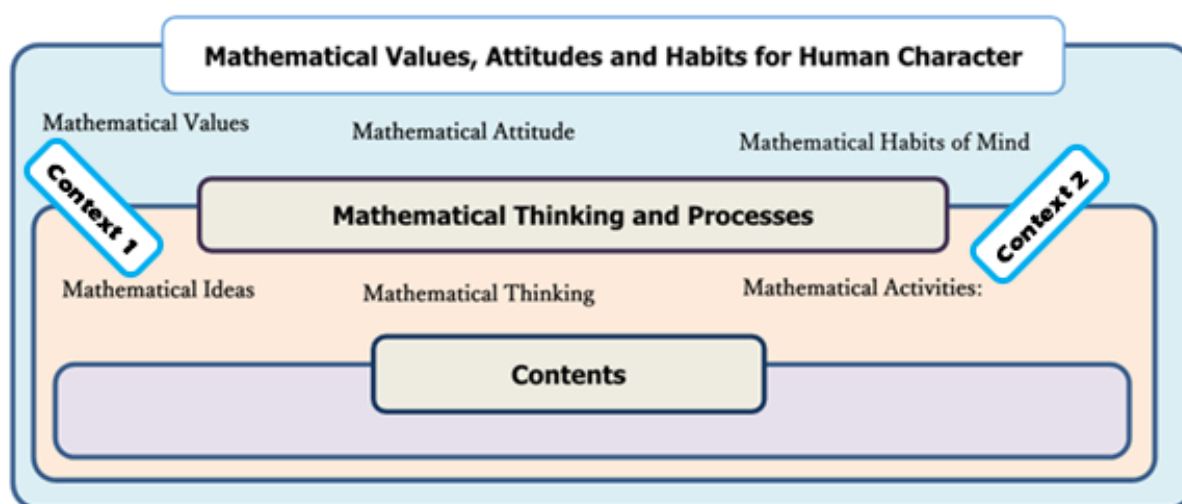 Mathematical Values, Attitudes and Habits for Human Character
Mathematical Values
Mathematical Attitude
Mathematical Habits of Mind
Context 1
Context 2
Mathematical Thinking and Processes
Mathematical Ideas
Mathematical Thinking
Mathematical Activities:
Contents